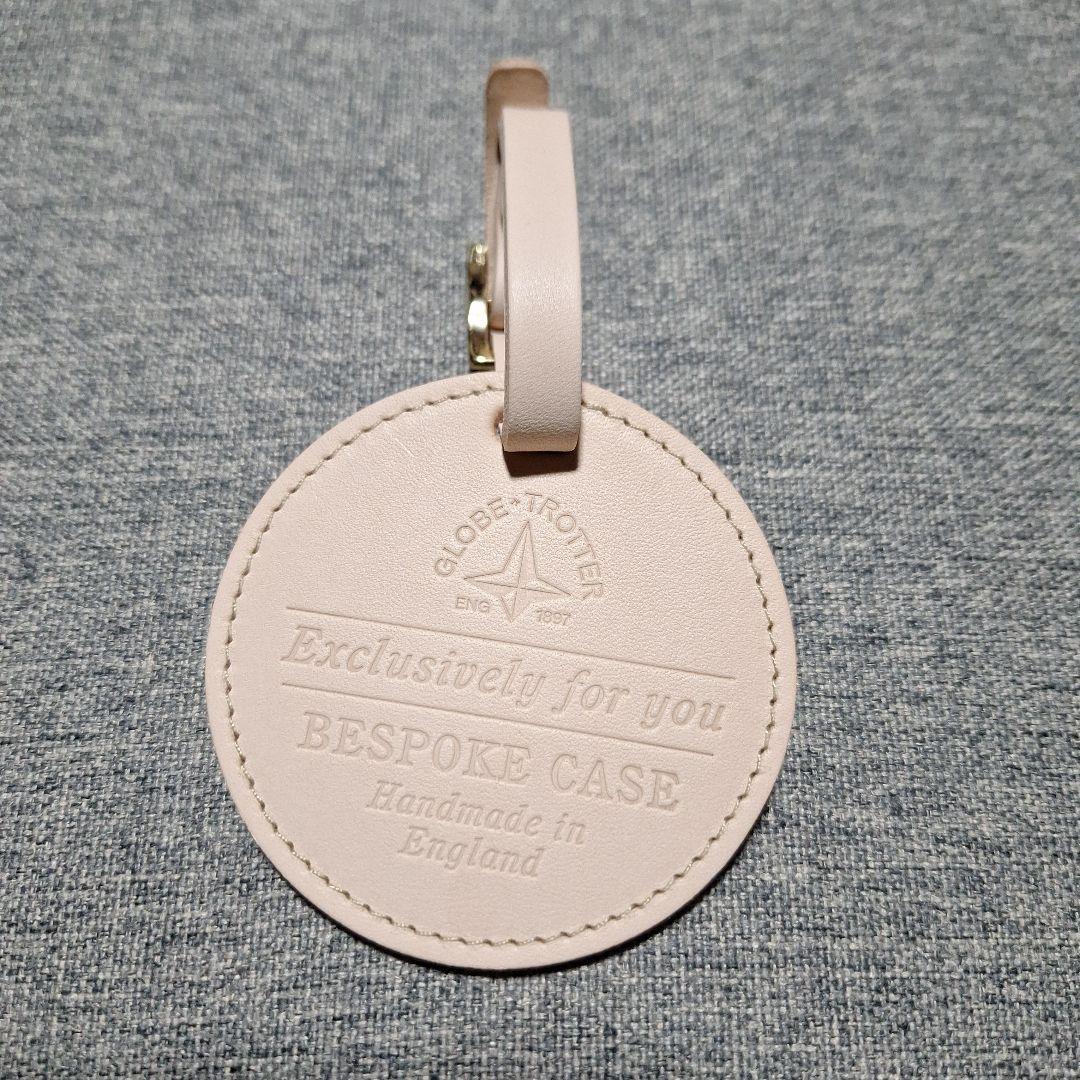 GLOBE-TROTTER
ENG 1897
Exclusively for you
BESPOKE CASE
Handmade in
England